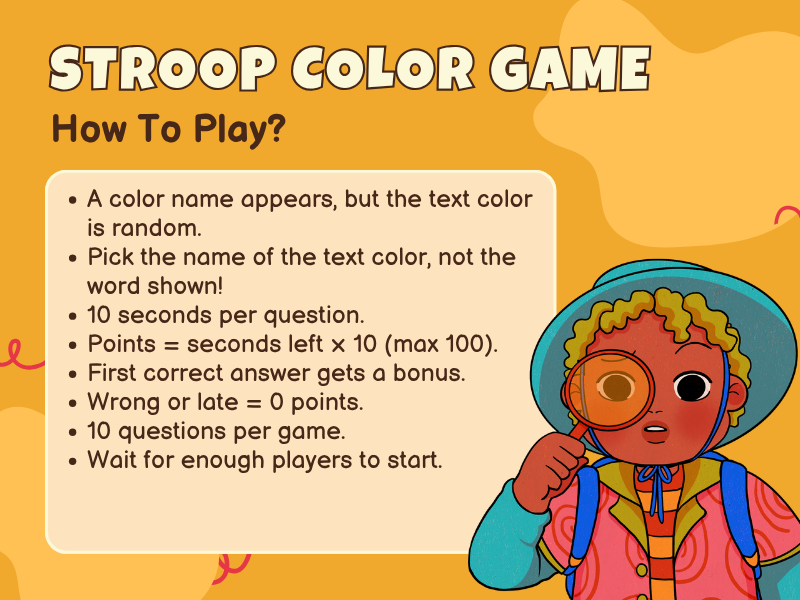 STROOP COLOR GAME
How To Play?
• A color name appears, but the text color
is random.
• Pick the name of the text color, not the
word shown!
• 10 seconds per question.
• Points = seconds left x 10 (max 100).
• First correct answer gets a bonus.
• Wrong or late = 0 points.
• 10 questions per game.
• Wait for enough players to start.